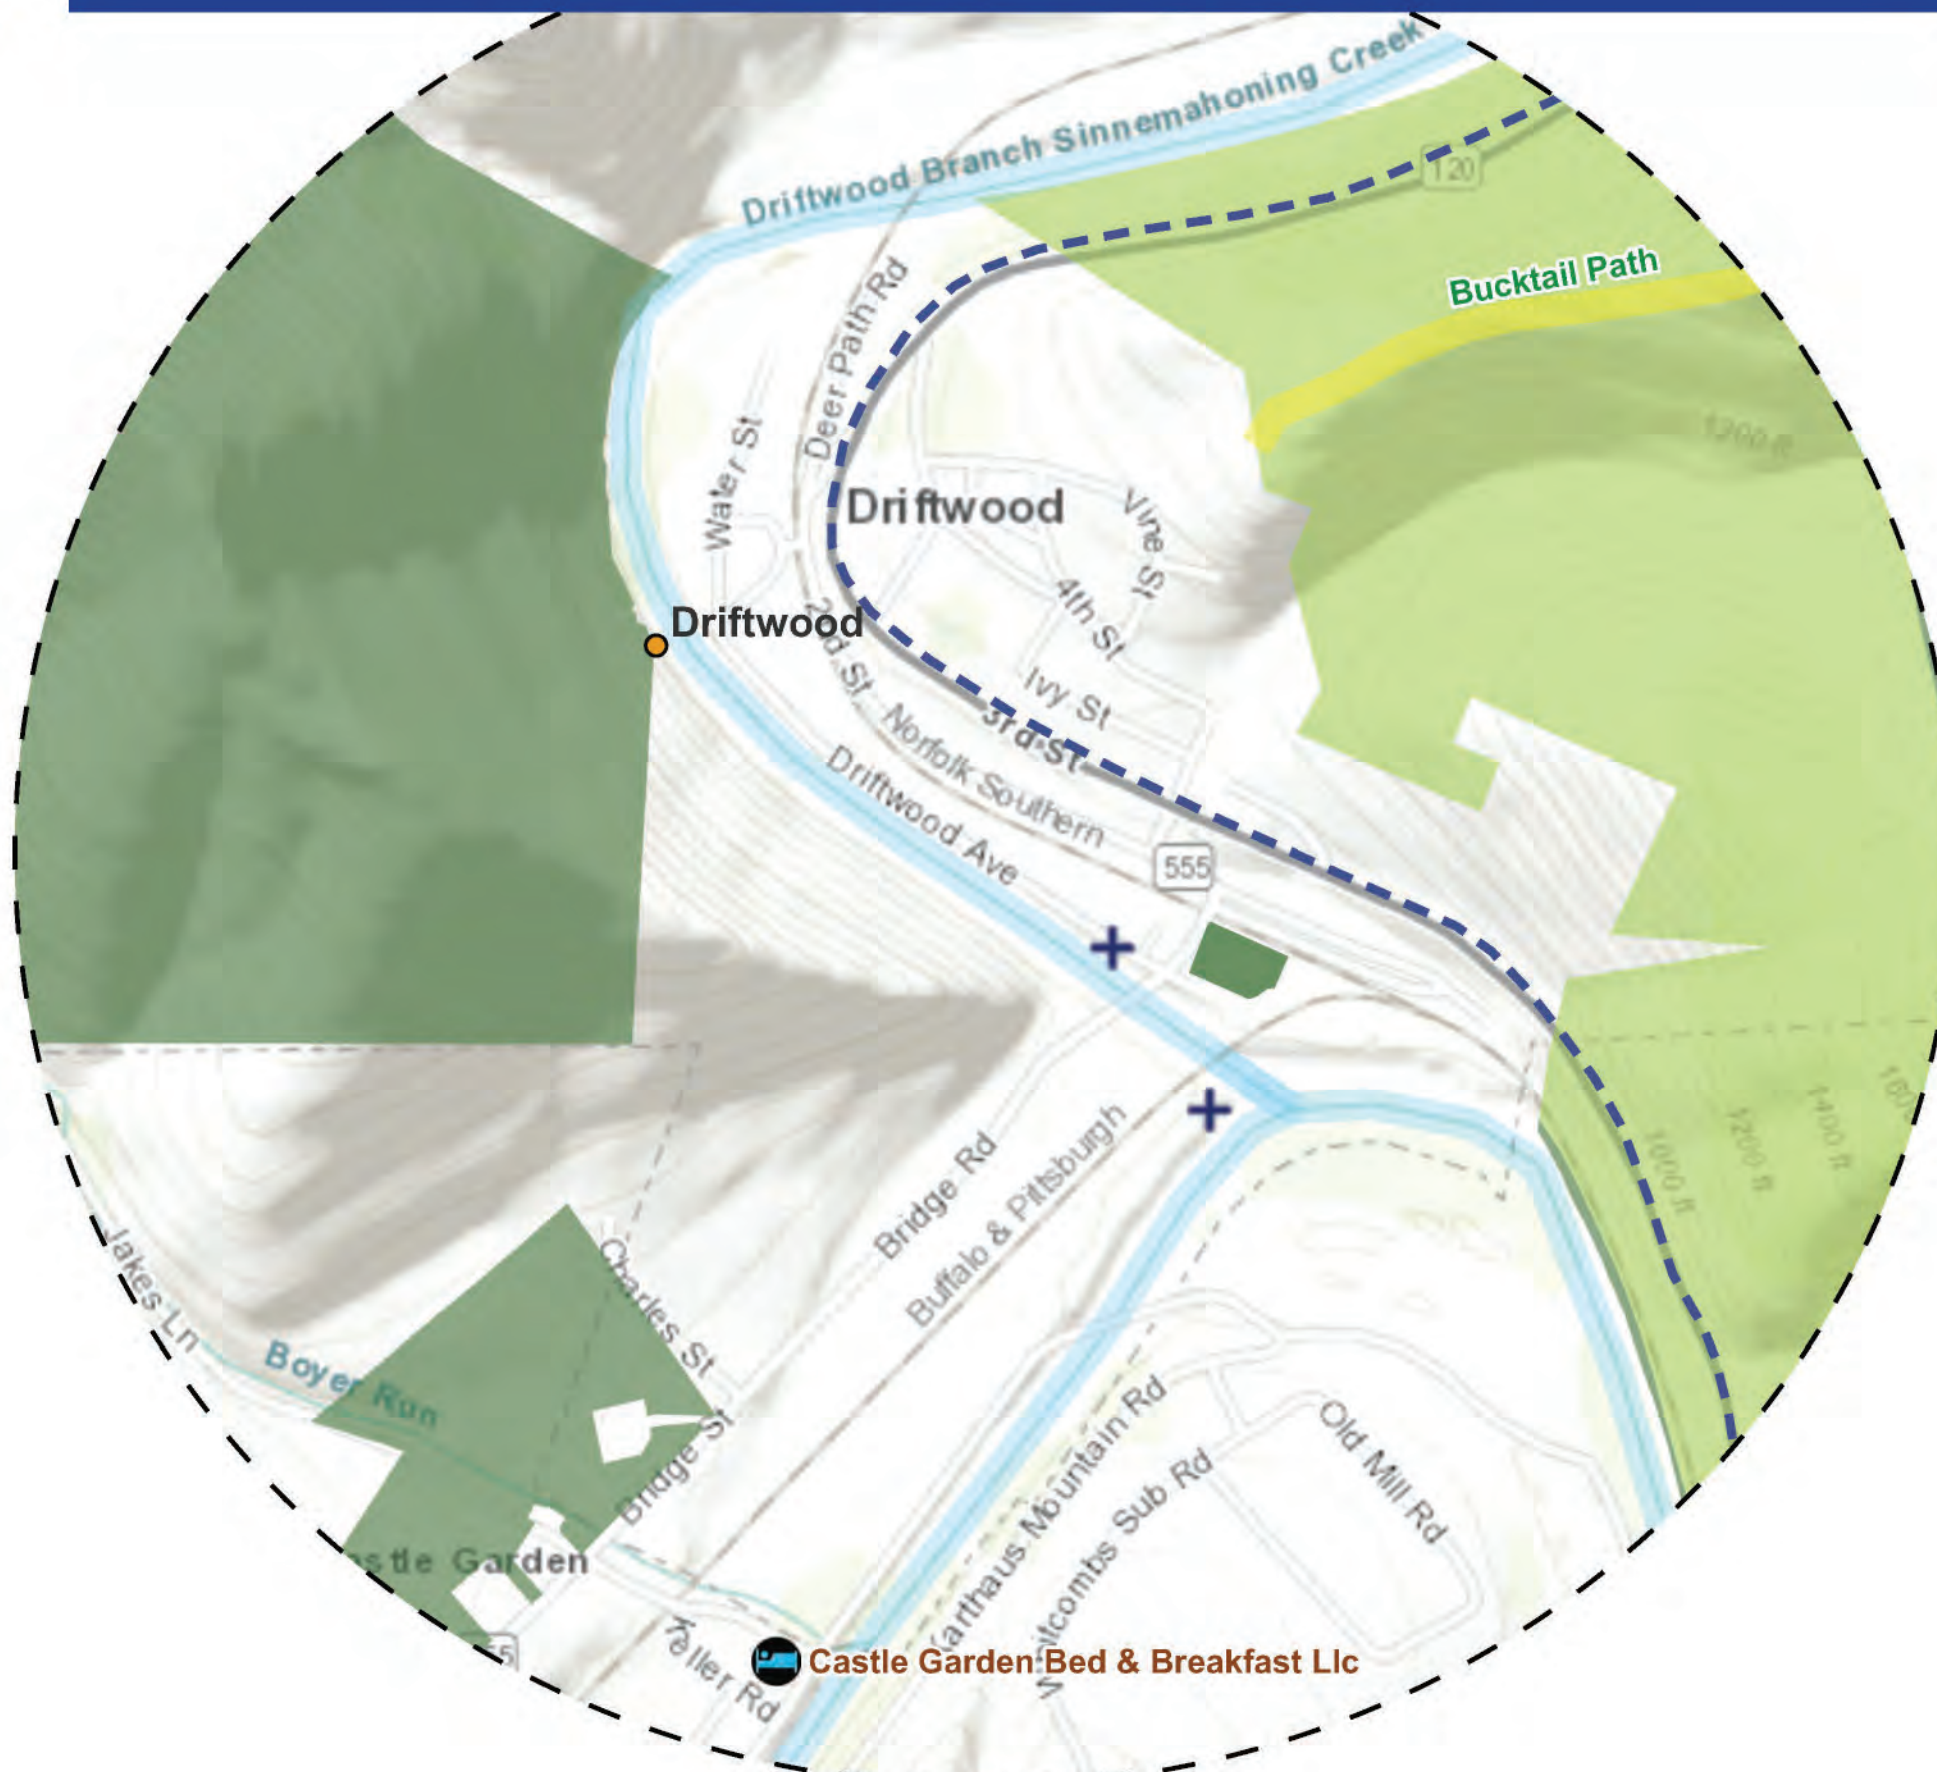 Driftwood Branch Sinnemahoning Creek
120
Bucktail Path
Deer Path Rd
1200 ft
Water St
Driftwood
Vine St
4th St
Driftwood
2nd St
Ivy St
3rd St
Norfolk Southern
Driftwood Ave
555
1400 ft
1200 ft
1000 ft
Bridge Rd
Buffalo & Pittsburgh
Charles St
Jakes Ln
Boyer Run
Bridge St
Karthaus Mountain Rd
Old Mill Rd
Sub Rd
Garden
Castle Garden Bed & Breakfast Llc
Rd